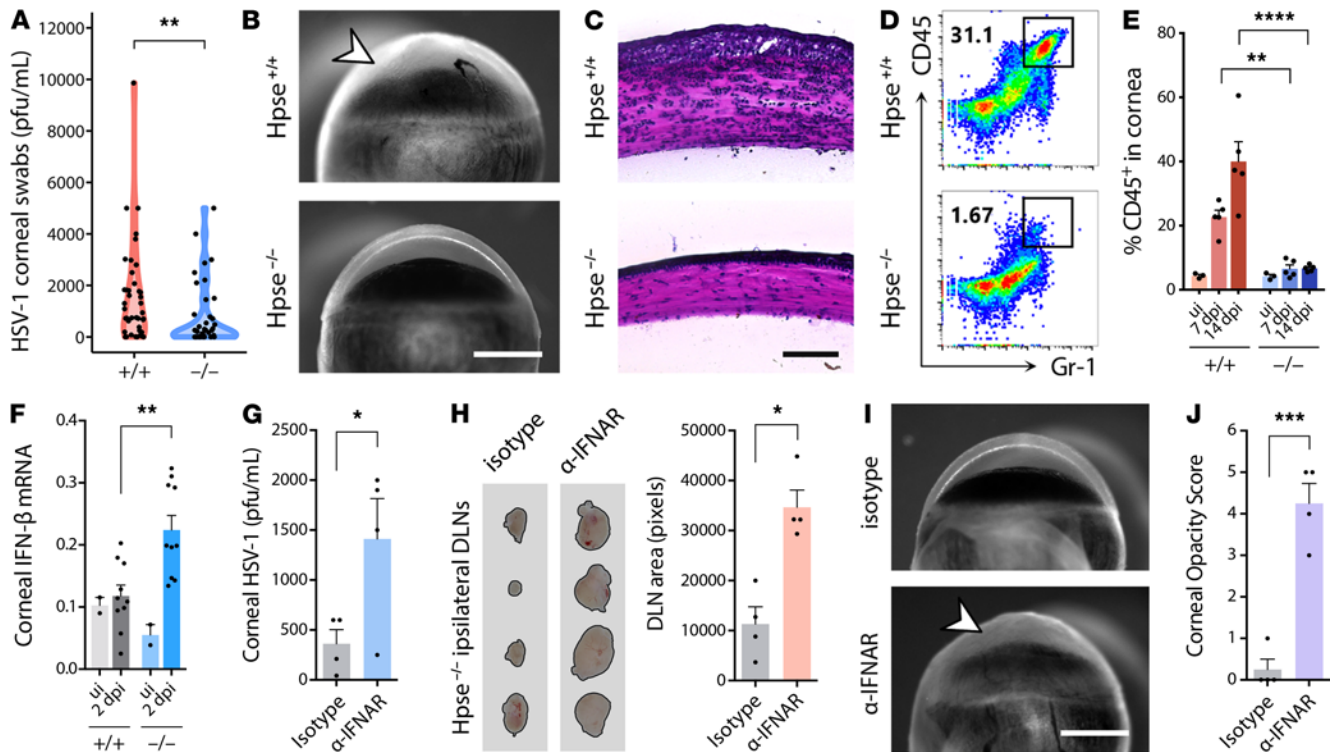 A
HSV-1 corneal swabs (pfu/mL)
12000
10000
8000
6000
4000
2000
0
**
+/+
−/−
B
Hpse+/+
Hpse−/−
C
Hpse+/+
Hpse−/−
D
Hpse+/+
Hpse−/−
CD45
31.1
1.67
Gr-1
E
% CD45+ in cornea
80
60
40
20
0
****
**
ui
7 dpi
14 dpi
ui
7 dpi
14 dpi
+/+
−/−
F
Corneal IFN-β mRNA
0.4
0.3
0.2
0.1
0.0
**
ui
2 dpi
ui
2 dpi
+/+
−/−
G
Corneal HSV-1 (pfu/mL)
2500
2000
1500
1000
500
0
*
Isotype
α-IFNAR
H
isotype
α-IFNAR
Hpse−/− ipsilateral DLNs
DLN area (pixels)
50000
40000
30000
20000
10000
0
*
Isotype
α-IFNAR
I
isotype
α-IFNAR
J
Corneal Opacity Score
6
5
4
3
2
1
0
***
Isotype
α-IFNAR